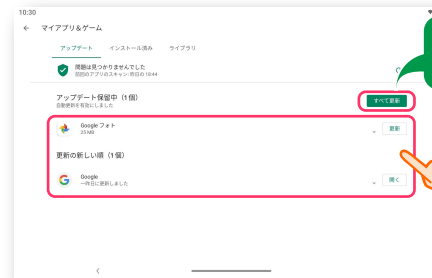 10:30
マイアプリ&ゲーム
アップデート インストール済み ライブラリ
問題は見つかりませんでした
前回のアプリのスキャン: 昨日の 18:44
アップデート保留中（1個）
自動更新を有効にしました
すべて更新
Google フォト
25 MB
更新
更新の新しい順（1個）
Google
一昨日に更新しました
開く